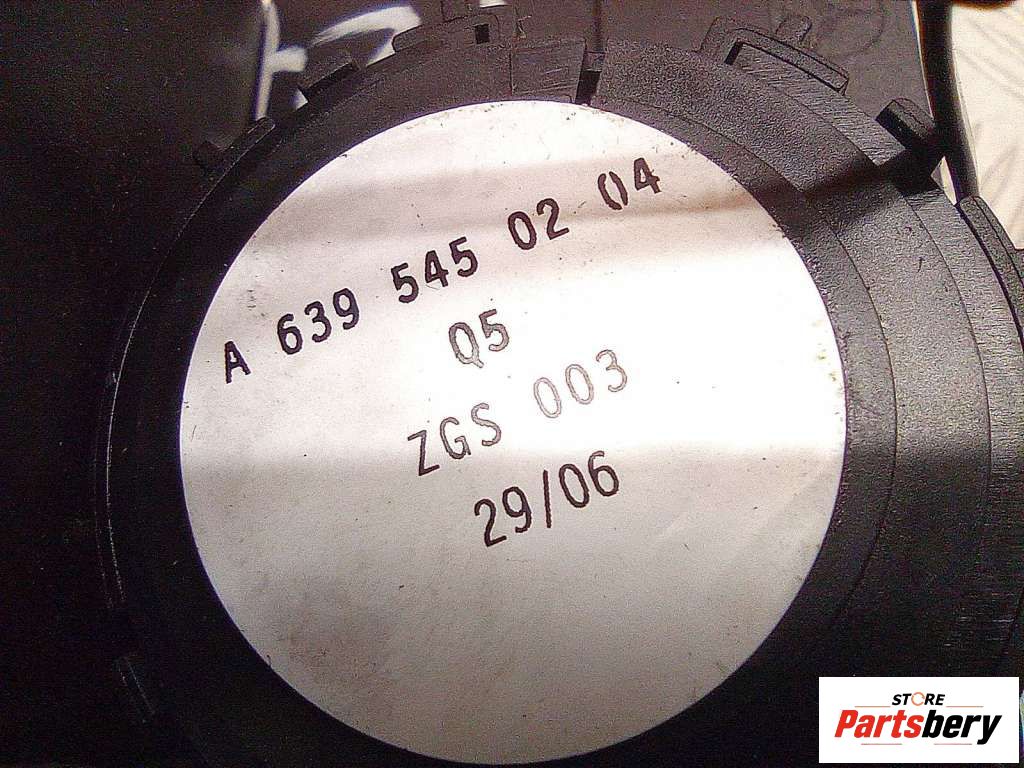 A 639 545 02 04
Q5
ZGS 003
29/06
STORE
Partsbery